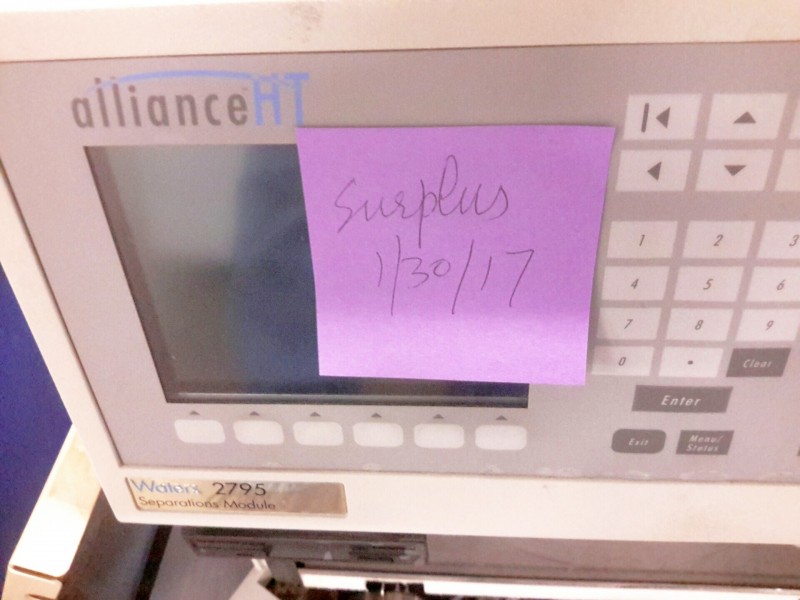 allianceHT
Surplus
1/30/17
1 2 3
4 5 6
7 8 9
0 . Clear
Enter
Exit Menu/
Status
Waters 2795
Separations Module